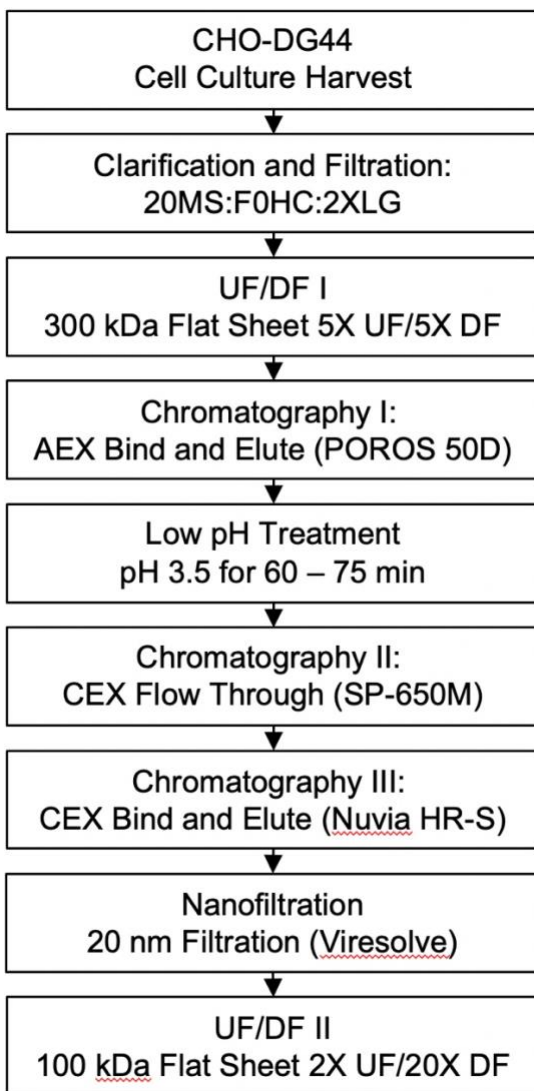 CHO-DG44
Cell Culture Harvest
Clarification and Filtration:
20MS:F0HC:2XLG
UF/DF I
300 kDa Flat Sheet 5X UF/5X DF
Chromatography I:
AEX Bind and Elute (POROS 50D)
Low pH Treatment
pH 3.5 for 60 – 75 min
Chromatography II:
CEX Flow Through (SP-650M)
Chromatography III:
CEX Bind and Elute (Nuvia HR-S)
Nanofiltration
20 nm Filtration (Viresolve)
UF/DF II
100 kDa Flat Sheet 2X UF/20X DF